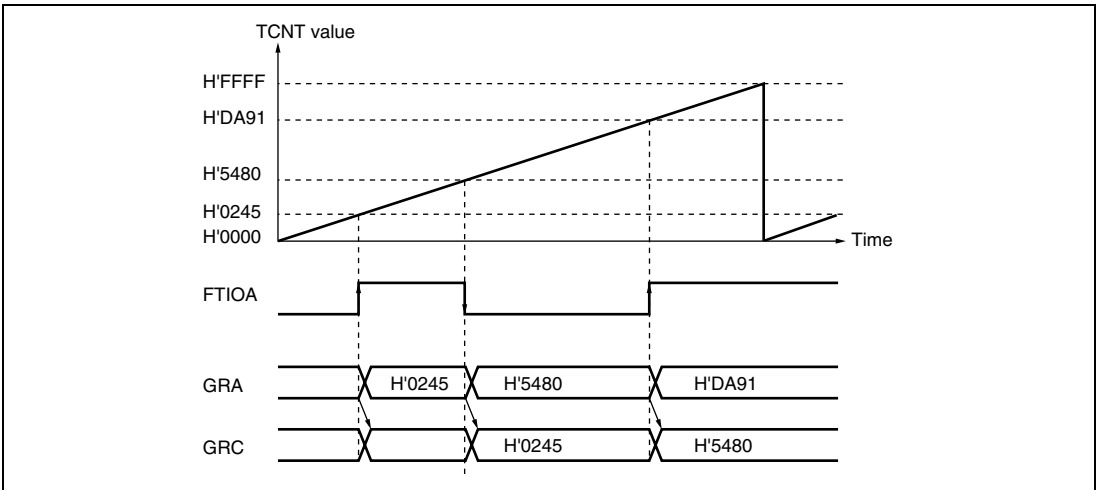 TCNT value
H'FFFF
H'DA91
H'5480
H'0245
H'0000
Time
FTIOA
GRA H'0245 H'5480 H'DA91
GRC H'0245 H'5480